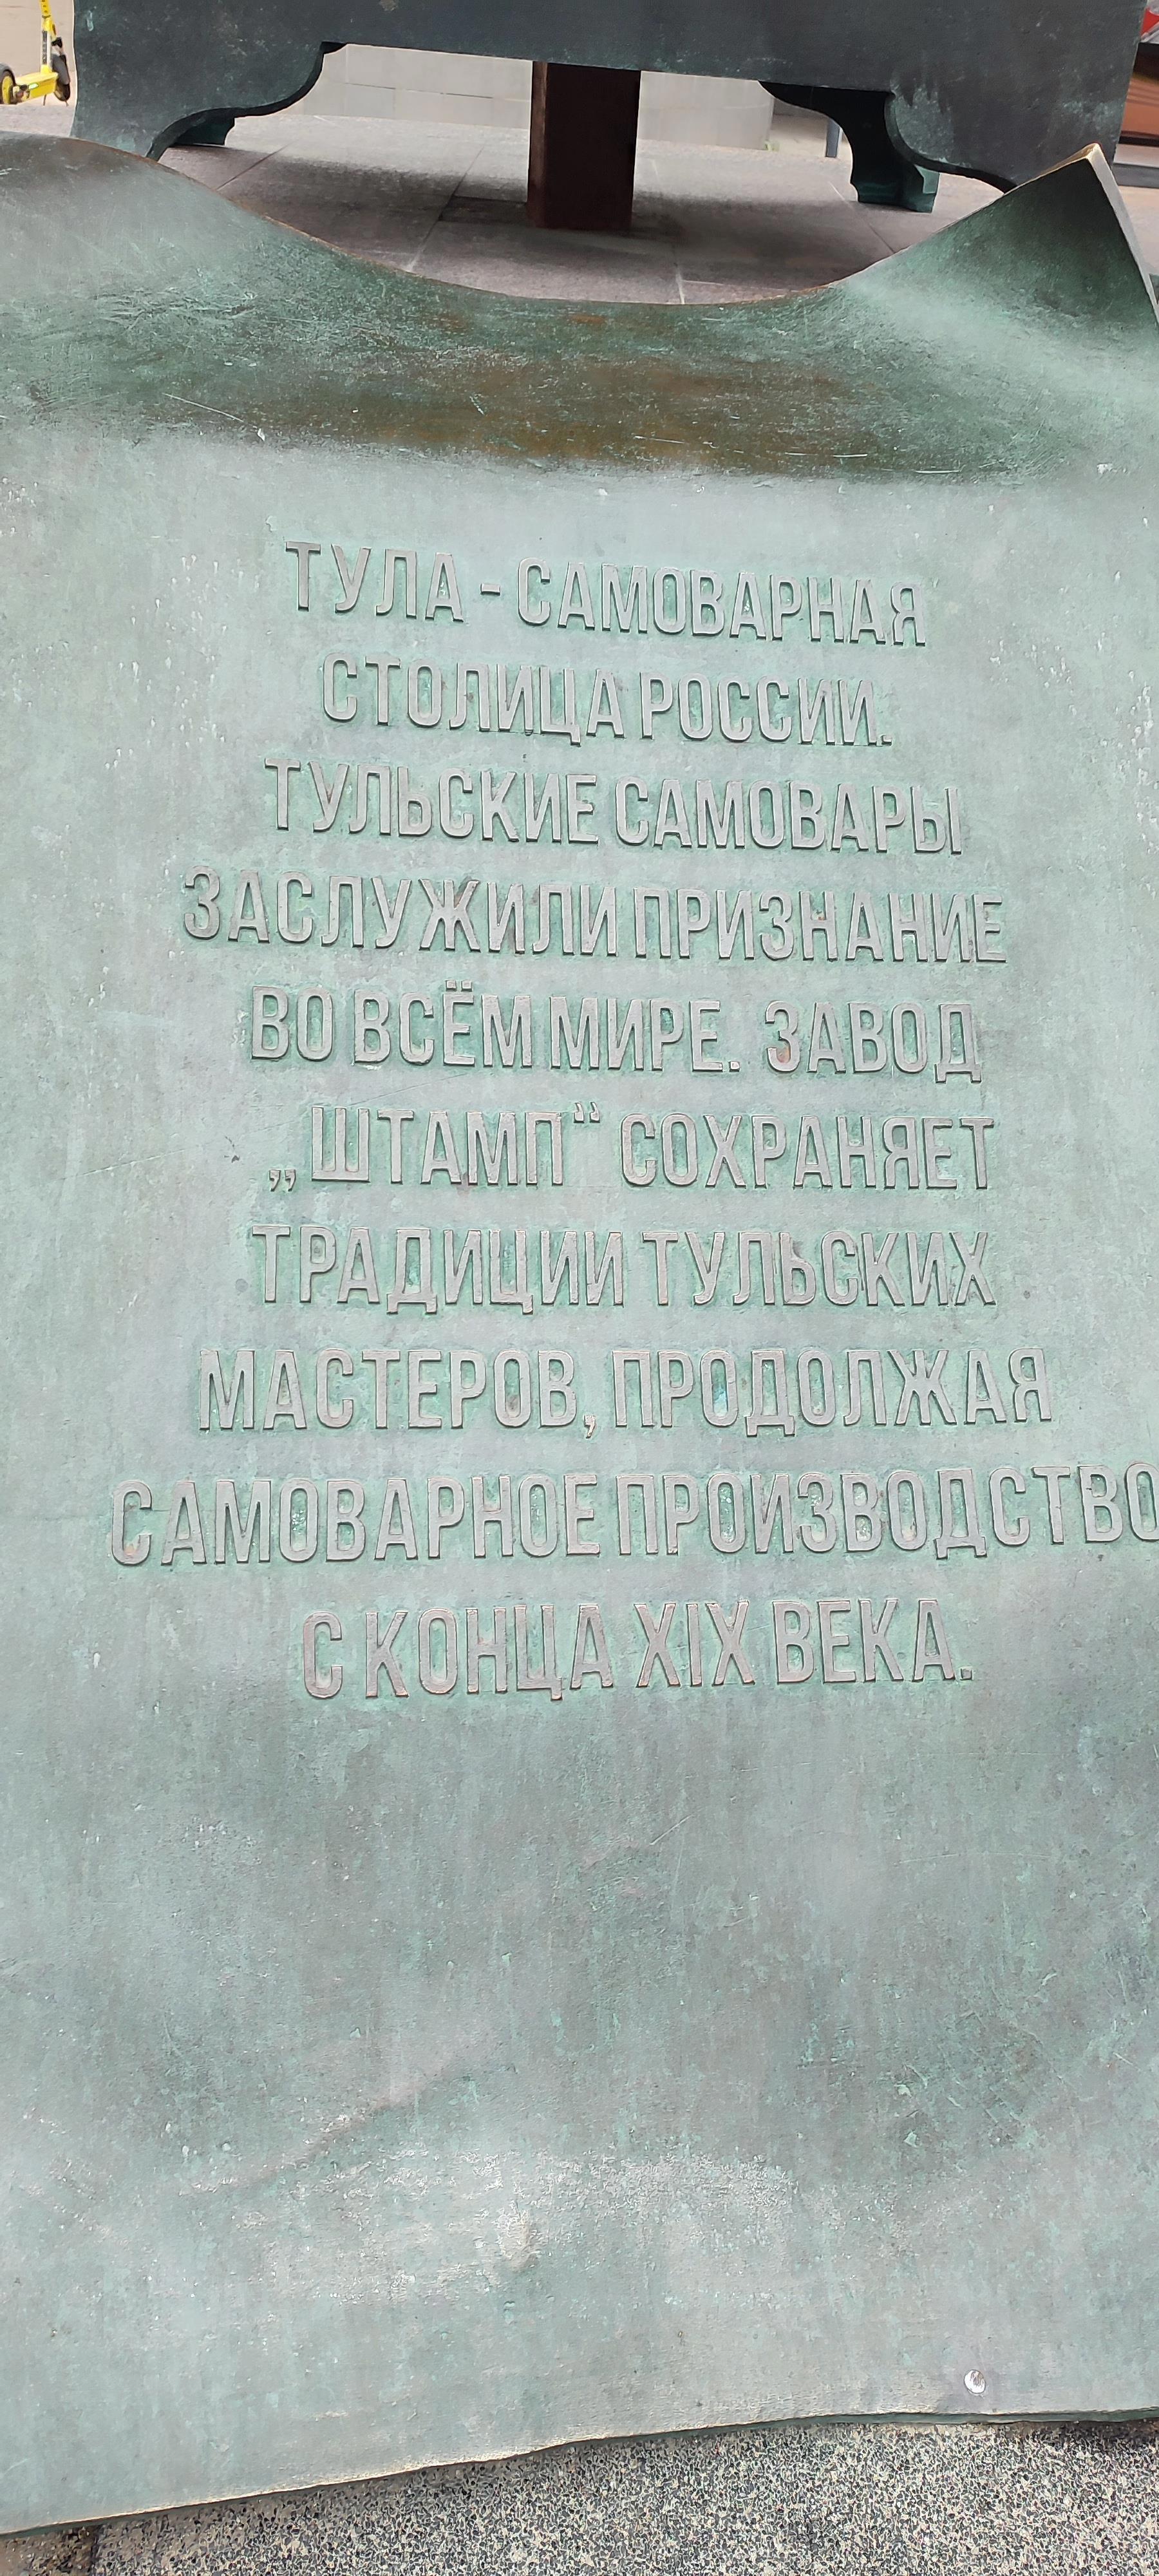 ТУЛА - САМОВАРНАЯ
СТОЛИЦА РОССИИ.
ТУЛЬСКИЕ САМОВАРЫ
ЗАСЛУЖИЛИ ПРИЗНАНИЕ
ВО ВСЁМ МИРЕ. ЗАВОД
„ШТАМП“ СОХРАНЯЕТ
ТРАДИЦИИ ТУЛЬСКИХ
МАСТЕРОВ, ПРОДОЛЖАЯ
САМОВАРНОЕ ПРОИЗВОДСТВО
С КОНЦА XIX ВЕКА.